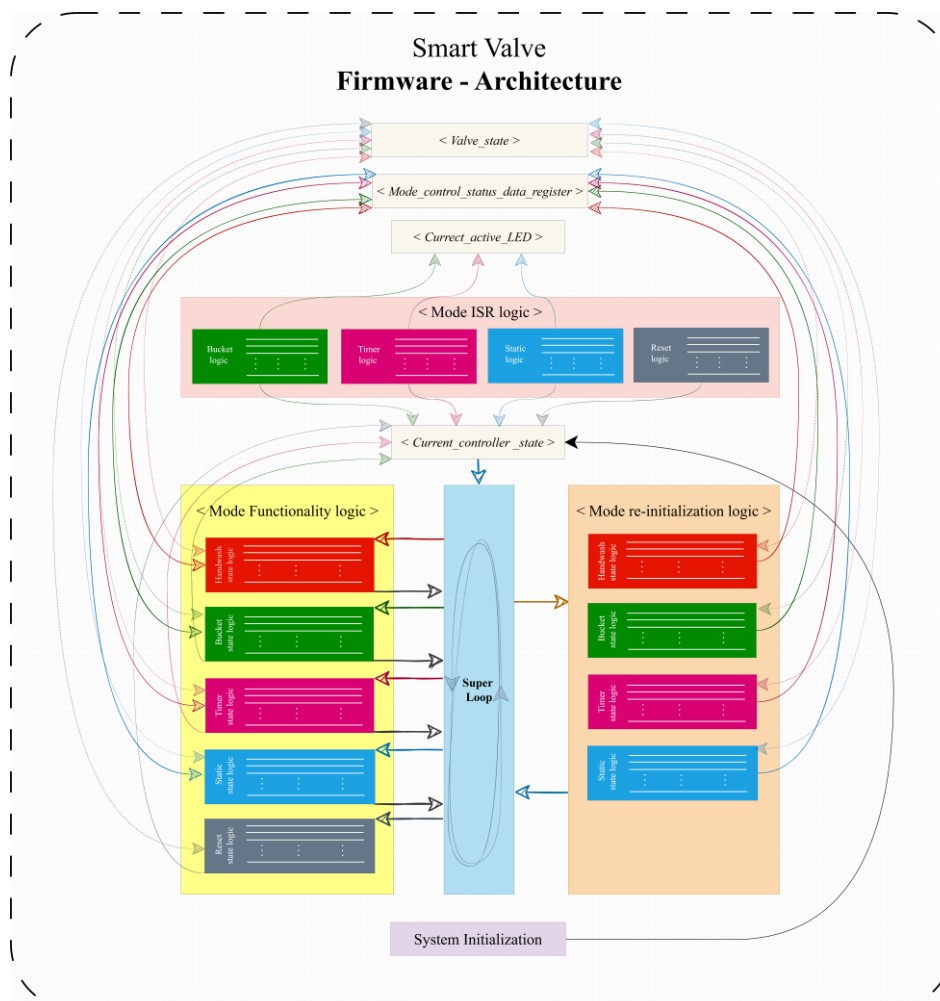 Smart Valve
Firmware - Architecture
< Valve_state >
< Mode_control_status_data_register >
< Currect_active_LED >
< Mode ISR logic >
Bucket
logic
Timer
logic
Static
logic
Reset
logic
< Current_controller _state >
< Mode Functionality logic >
Handwash
state logic
Bucket
state logic
Timer
state logic
Static
state logic
Reset
state logic
Super
Loop
< Mode re-initialization logic >
Handwash
state logic
Bucket
state logic
Timer
state logic
Static
state logic
System Initialization